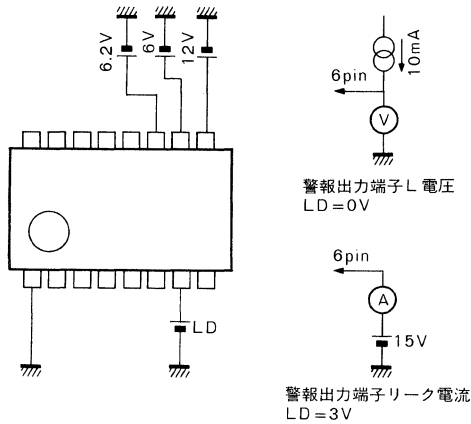 6.2V
6V
12V
LD
10mA
6pin
V
警報出力端子L電圧
LD=0V
6pin
A
15V
警報出力端子リーク電流
LD=3V